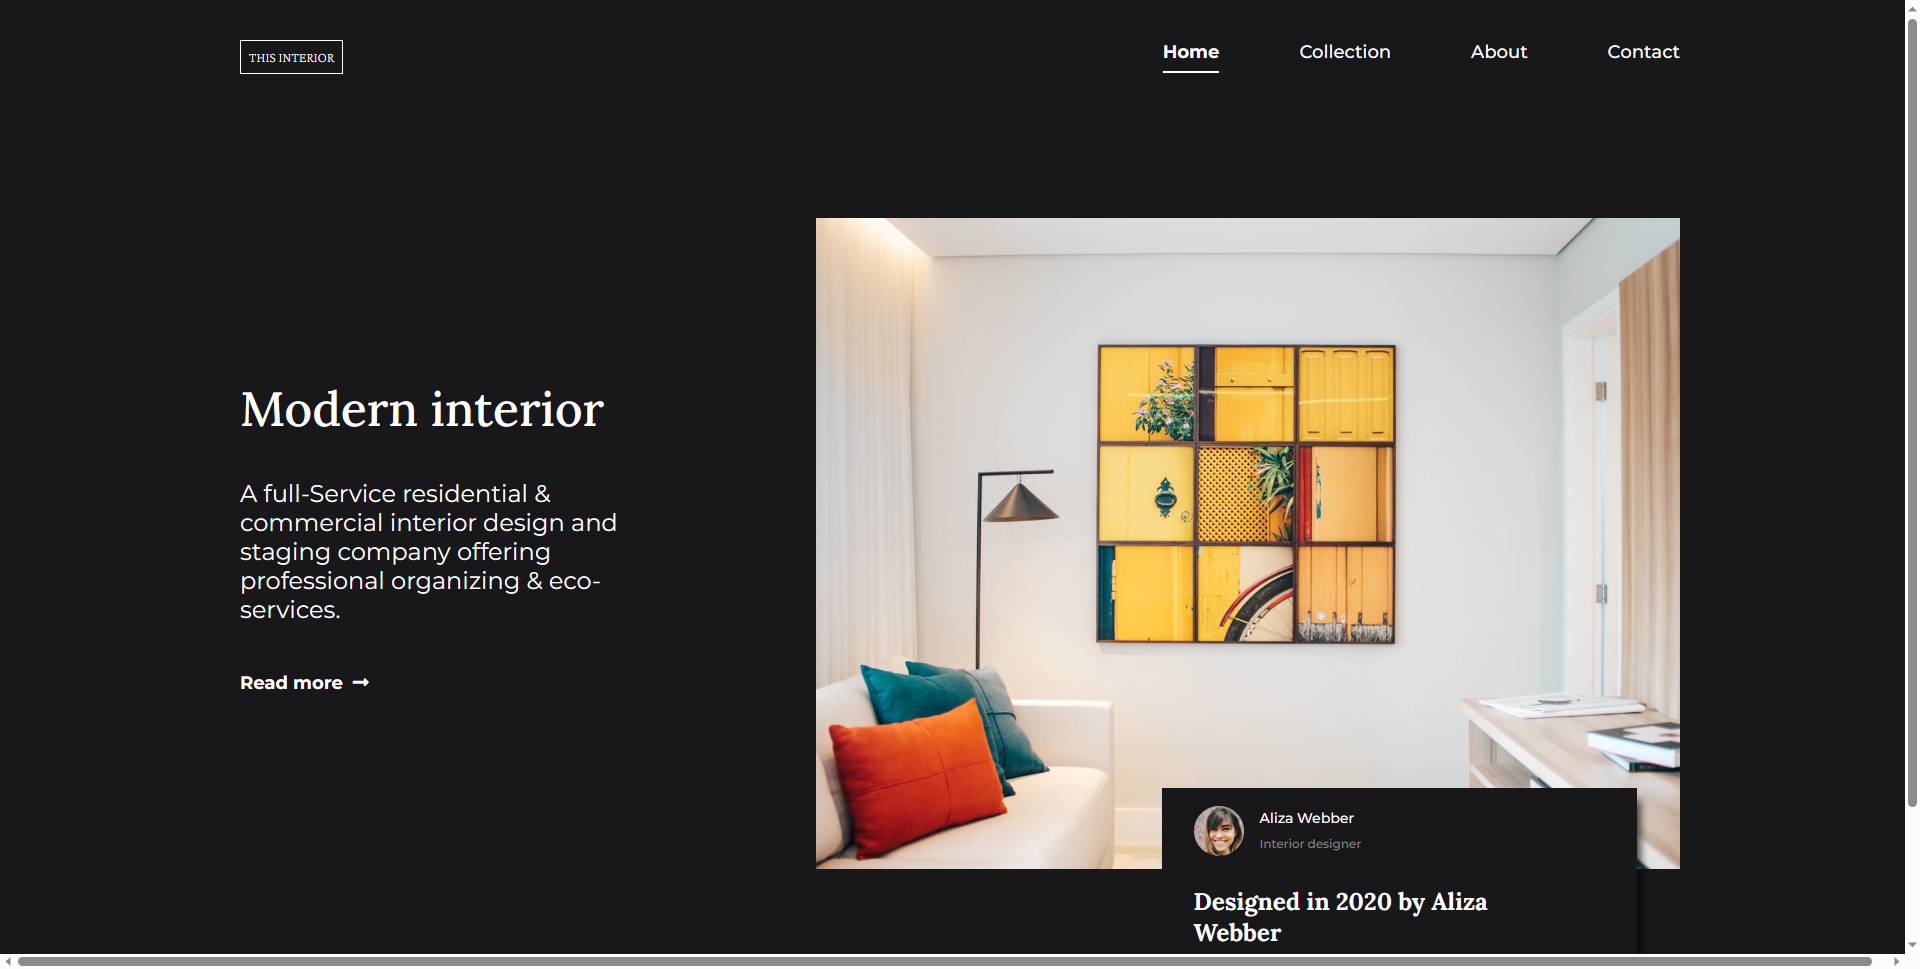 THIS INTERIOR
Home
Collection
About
Contact
Modern interior
A full-Service residential &
commercial interior design and
staging company offering
professional organizing & eco-
services.
Read more
Aliza Webber
Interior designer
Designed in 2020 by Aliza
Webber